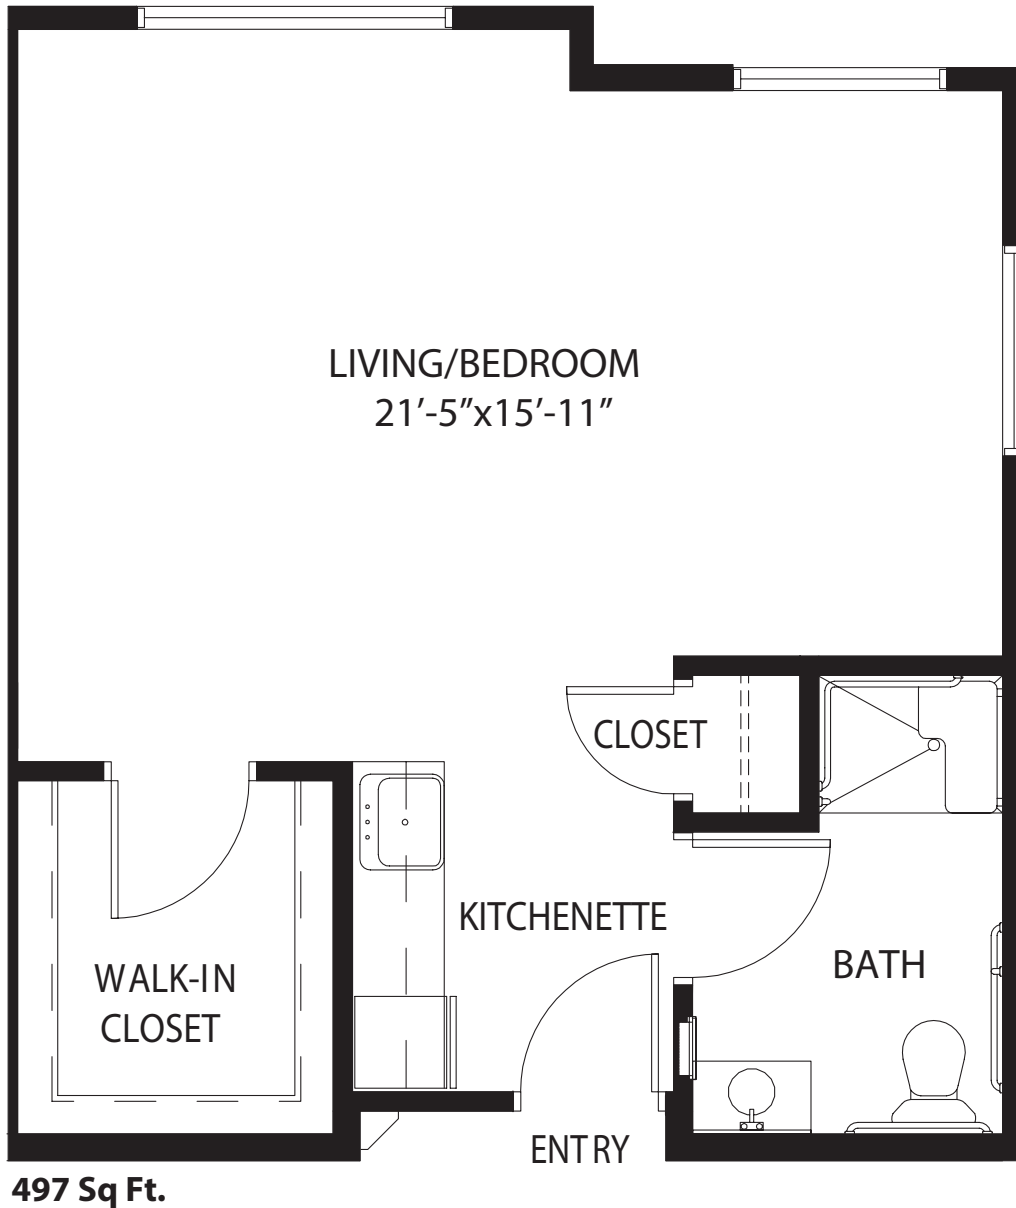 LIVING/BEDROOM
21’-5”x15’-11”
CLOSET
KITCHENETTE
BATH
WALK-IN
CLOSET
ENTRY
497 Sq Ft.